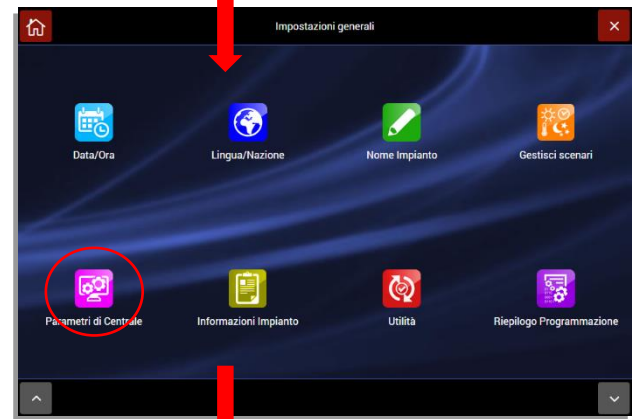 Impostazioni generali
Data/Ora
Lingua/Nazione
Nome Impianto
Gestisci scenari
Parametri di Centrale
Informazioni Impianto
Utilità
Riepilogo Programmazione